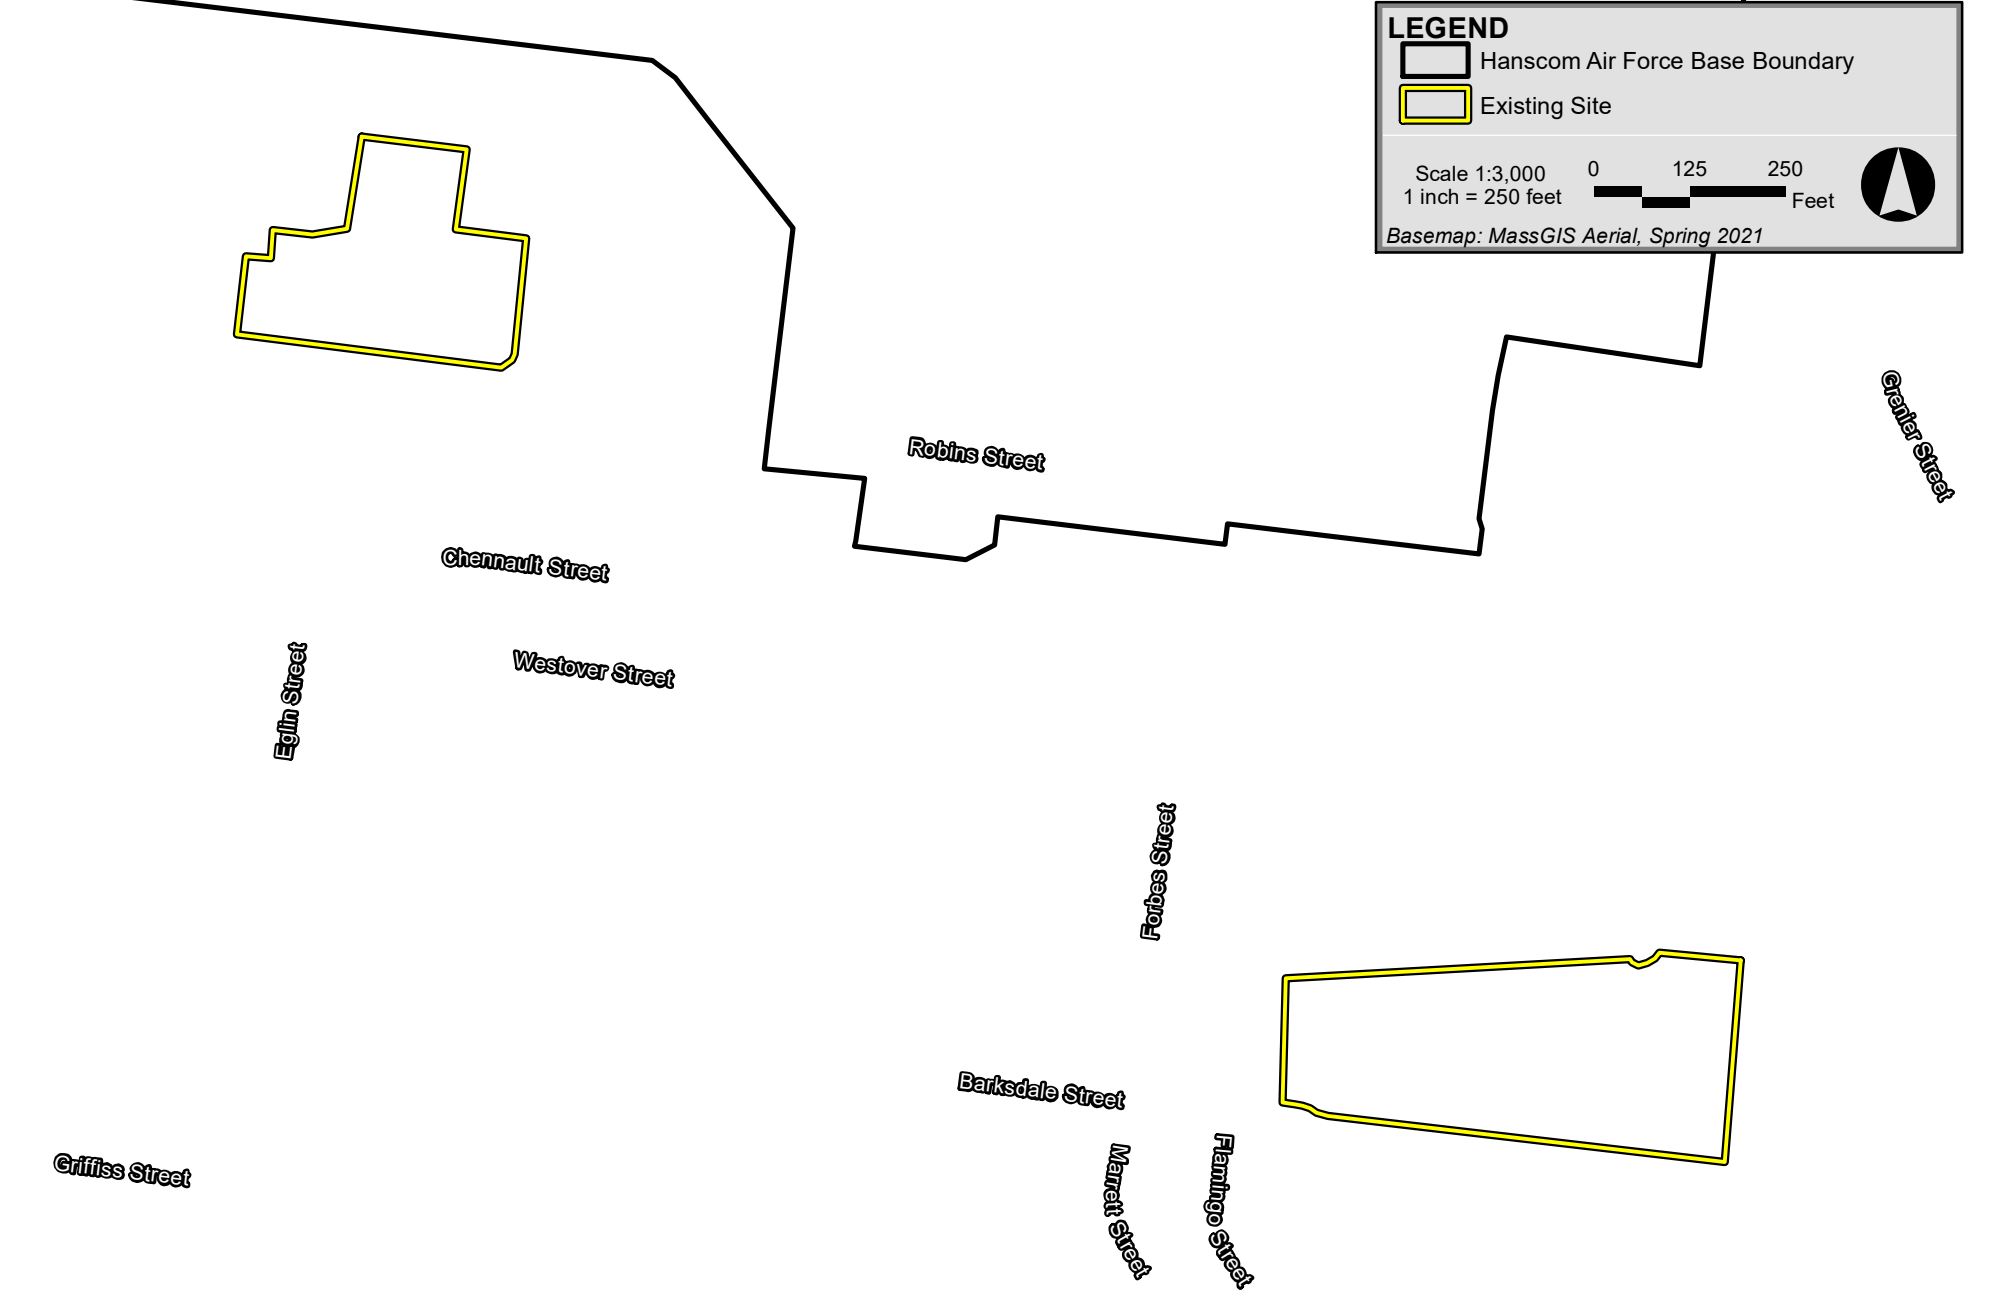 LEGEND
Hanscom Air Force Base Boundary
Existing Site
Scale 1:3,000
1 inch = 250 feet
0 125 250
Feet
Basemap: MassGIS Aerial, Spring 2021
Grenier Street
Robins Street
Chennault Street
Westover Street
Eglin Street
Forbes Street
Barksdale Street
Marrett Street
Flamingo Street
Griffiss Street